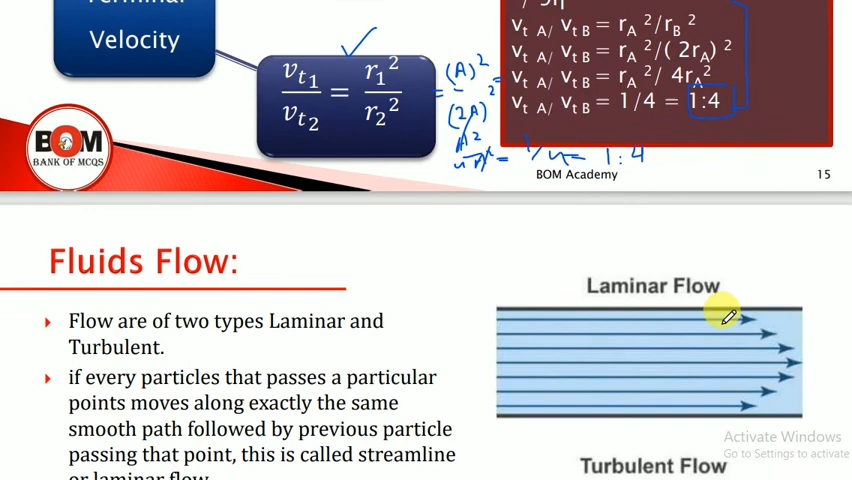 Terminal
Velocity
v t1 / v t2 = r1² / r2²
= (A)² / (2A)² =
= 1/4 = 1:4
v t A/ v t B = r A ²/r B ²
v t A/ v t B = r A ²/( 2r A) ²
v t A/ v t B = r A ²/ 4r A ²
v t A/ v t B = 1/4 = 1:4
BOM
BANK OF MCQS
BOM Academy
15
Fluids Flow:
Flow are of two types Laminar and
Turbulent.
if every particles that passes a particular
points moves along exactly the same
smooth path followed by previous particle
passing that point, this is called streamline
or laminar flow.
Laminar Flow
Turbulent Flow
Activate Windows
Go to Settings to activate